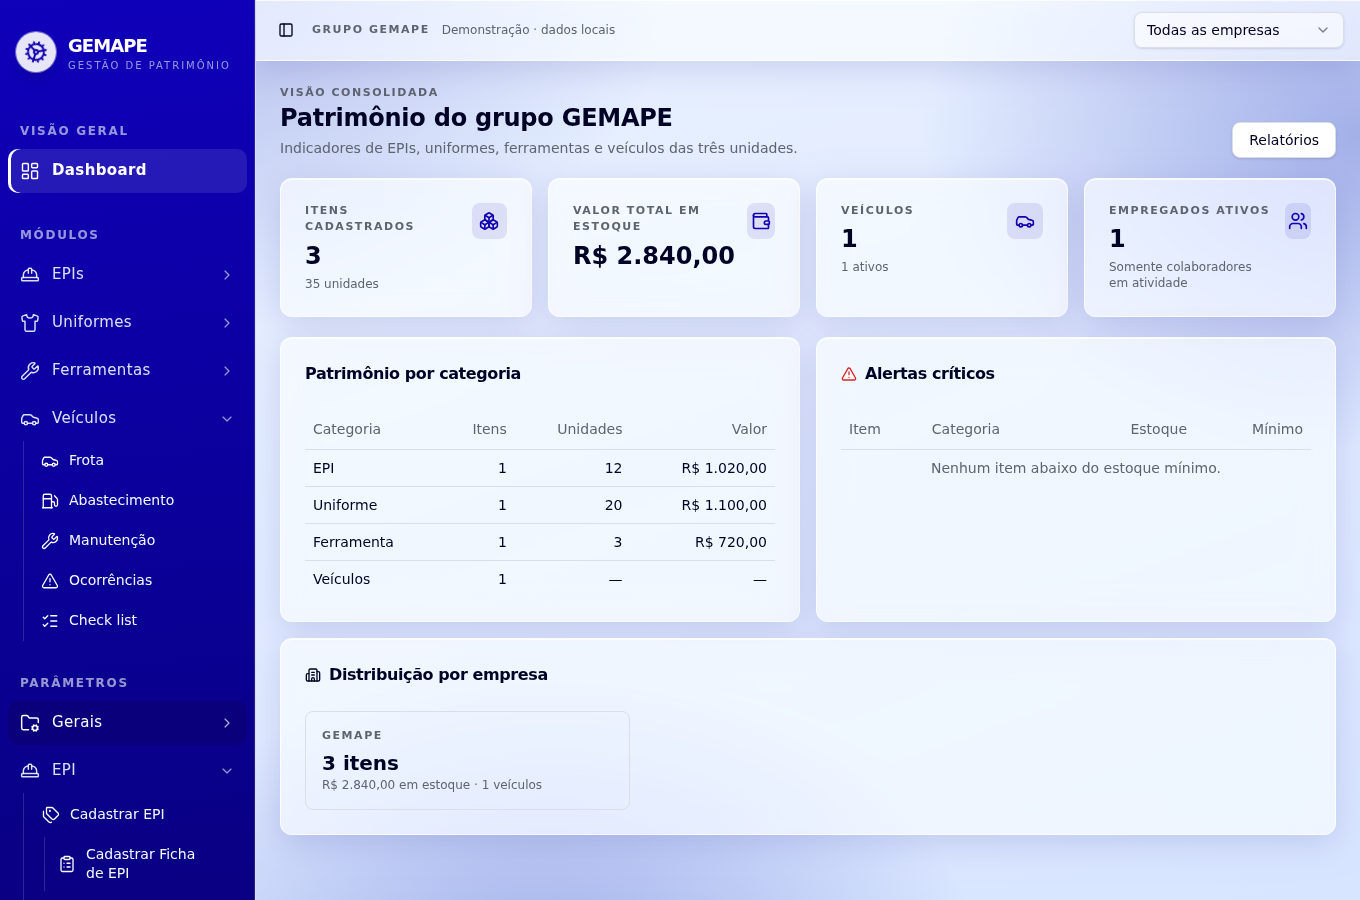 GEMAPE
GESTÃO DE PATRIMÔNIO
VISÃO GERAL
Dashboard
MÓDULOS
EPIs
Uniformes
Ferramentas
Veículos
Frota
Abastecimento
Manutenção
Ocorrências
Check list
PARÂMETROS
Gerais
EPI
Cadastrar EPI
Cadastrar Ficha
de EPI
GRUPO GEMAPE Demonstração · dados locais
Todas as empresas
VISÃO CONSOLIDADA
Patrimônio do grupo GEMAPE
Indicadores de EPIs, uniformes, ferramentas e veículos das três unidades.
Relatórios
ITENS
CADASTRADOS
3
35 unidades
VALOR TOTAL EM
ESTOQUE
R$ 2.840,00
VEÍCULOS
1
1 ativos
EMPREGADOS ATIVOS
1
Somente colaboradores
em atividade
Patrimônio por categoria
Categoria Itens Unidades Valor
EPI 1 12 R$ 1.020,00
Uniforme 1 20 R$ 1.100,00
Ferramenta 1 3 R$ 720,00
Veículos 1 — —
Alertas críticos
Item Categoria Estoque Mínimo
Nenhum item abaixo do estoque mínimo.
Distribuição por empresa
GEMAPE
3 itens
R$ 2.840,00 em estoque · 1 veículos